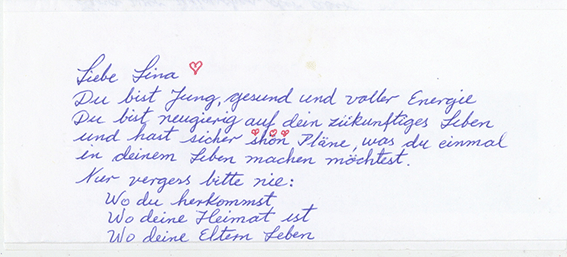 Liebe Lina
Du bist Jung, gesund und voller Energie
Du bist neugierig auf dein zükunftiges Leben
und hast sicher shön Pläne, was du einmal
in deinem Leben machen möchtest.
Nur vergess bitte nie:
Wo du herkommst,
Wo deine Heimat ist
Wo deine Eltern Leben